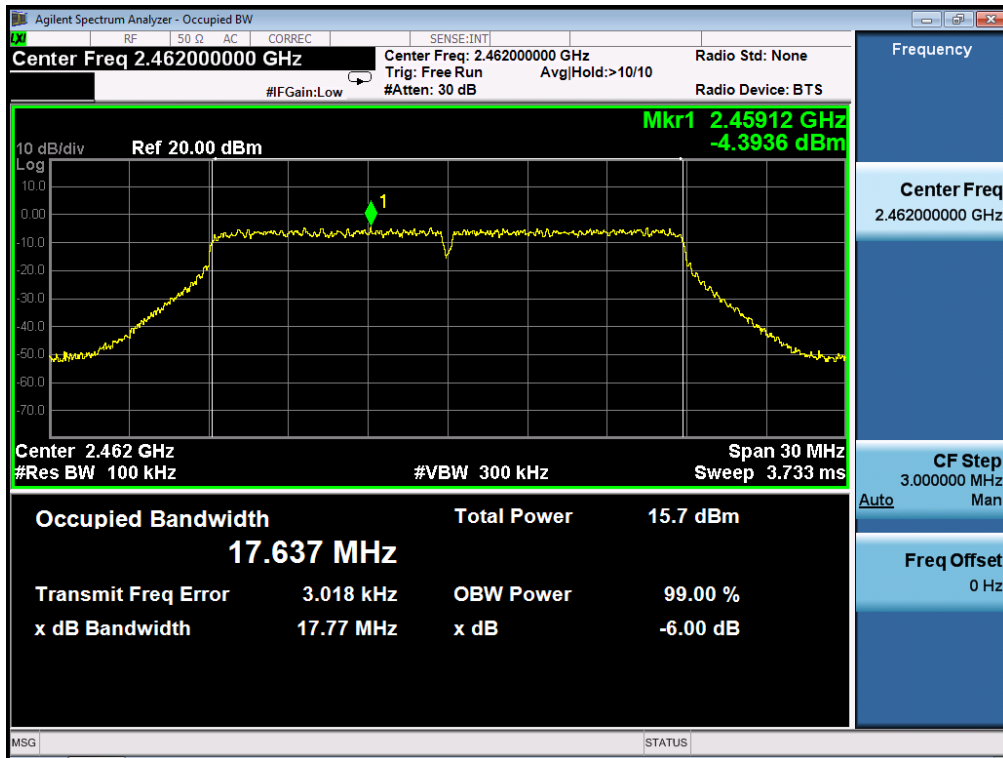 Agilent Spectrum Analyzer - Occupied BW
LXI RF 50 Ω AC CORREC SENSE:INT
Center Freq 2.462000000 GHz
#IFGain:Low
Center Freq: 2.462000000 GHz
Trig: Free Run Avg|Hold:>10/10
#Atten: 30 dB
Radio Std: None
Radio Device: BTS
Mkr1 2.45912 GHz
-4.3936 dBm
10 dB/div Ref 20.00 dBm
Log
10.0
0.00
-10.0
-20.0
-30.0
-40.0
-50.0
-60.0
-70.0
1
Center 2.462 GHz Span 30 MHz
#Res BW 100 kHz #VBW 300 kHz Sweep 3.733 ms
Occupied Bandwidth Total Power 15.7 dBm
17.637 MHz
Transmit Freq Error 3.018 kHz OBW Power 99.00 %
x dB Bandwidth 17.77 MHz x dB -6.00 dB
MSG STATUS
Frequency
Center Freq
2.462000000 GHz
CF Step
3.000000 MHz
Auto Man
Freq Offset
0 Hz